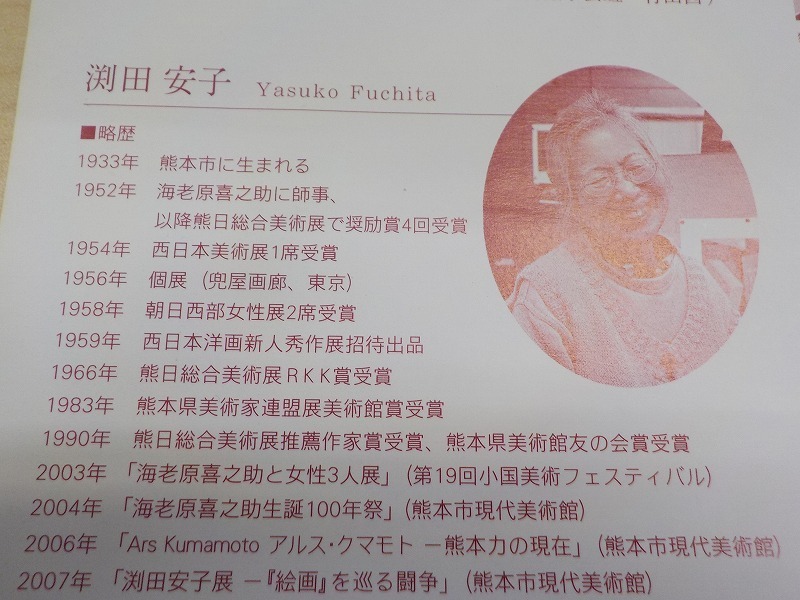 渕田 安子 Yasuko Fuchita
■略歴
1933年 熊本市に生まれる
1952年 海老原喜之助に師事、
以降熊日総合美術展で奨励賞4回受賞
1954年 西日本美術展1席受賞
1956年 個展（兜屋画廊、東京）
1958年 朝日西部女性展2席受賞
1959年 西日本洋画新人秀作展招待出品
1966年 熊日総合美術展RKK賞受賞
1983年 熊本県美術家連盟展美術館賞受賞
1990年 熊日総合美術展推薦作家賞受賞、熊本県美術館友の会賞受賞
2003年 「海老原喜之助と女性3人展」（第19回小国美術フェスティバル）
2004年 「海老原喜之助生誕100年祭」（熊本市現代美術館）
2006年 「Ars Kumamoto アルス・クマモト ー熊本力の現在」（熊本市現代美術館）
2007年 「渕田安子展 ー『絵画』を巡る闘争」（熊本市現代美術館）